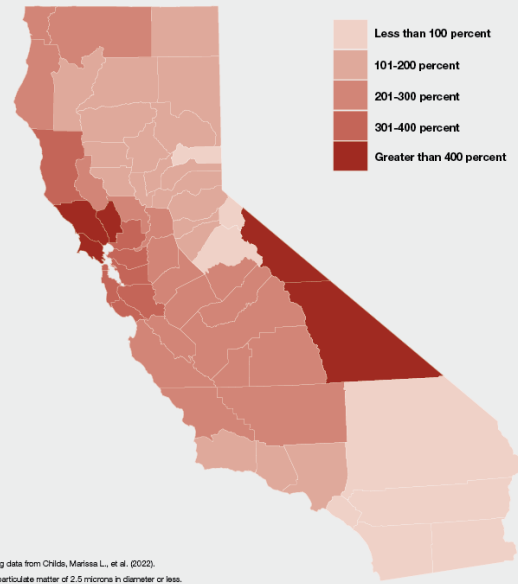 Less than 100 percent
101-200 percent
201-300 percent
301-400 percent
Greater than 400 percent
g data from Childs, Marissa L., et al. (2022).
particulate matter of 2.5 microns in diameter or less.